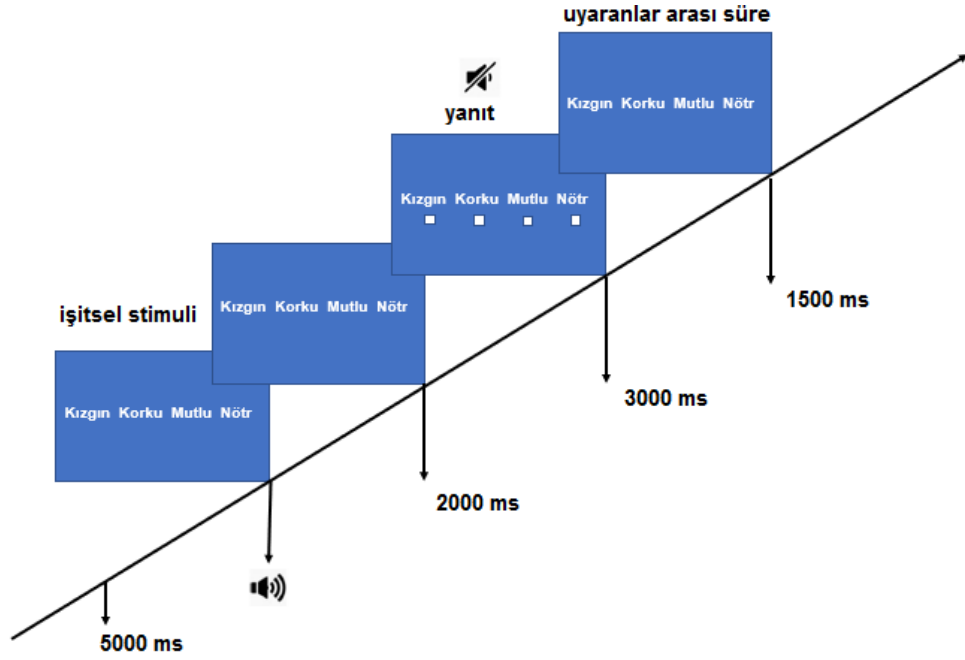 uyaranlar arası süre
Kızgın Korku Mutlu Nötr
yanıt
Kızgın Korku Mutlu Nötr
Kızgın Korku Mutlu Nötr
işitsel stimuli
Kızgın Korku Mutlu Nötr
1500 ms
3000 ms
2000 ms
5000 ms